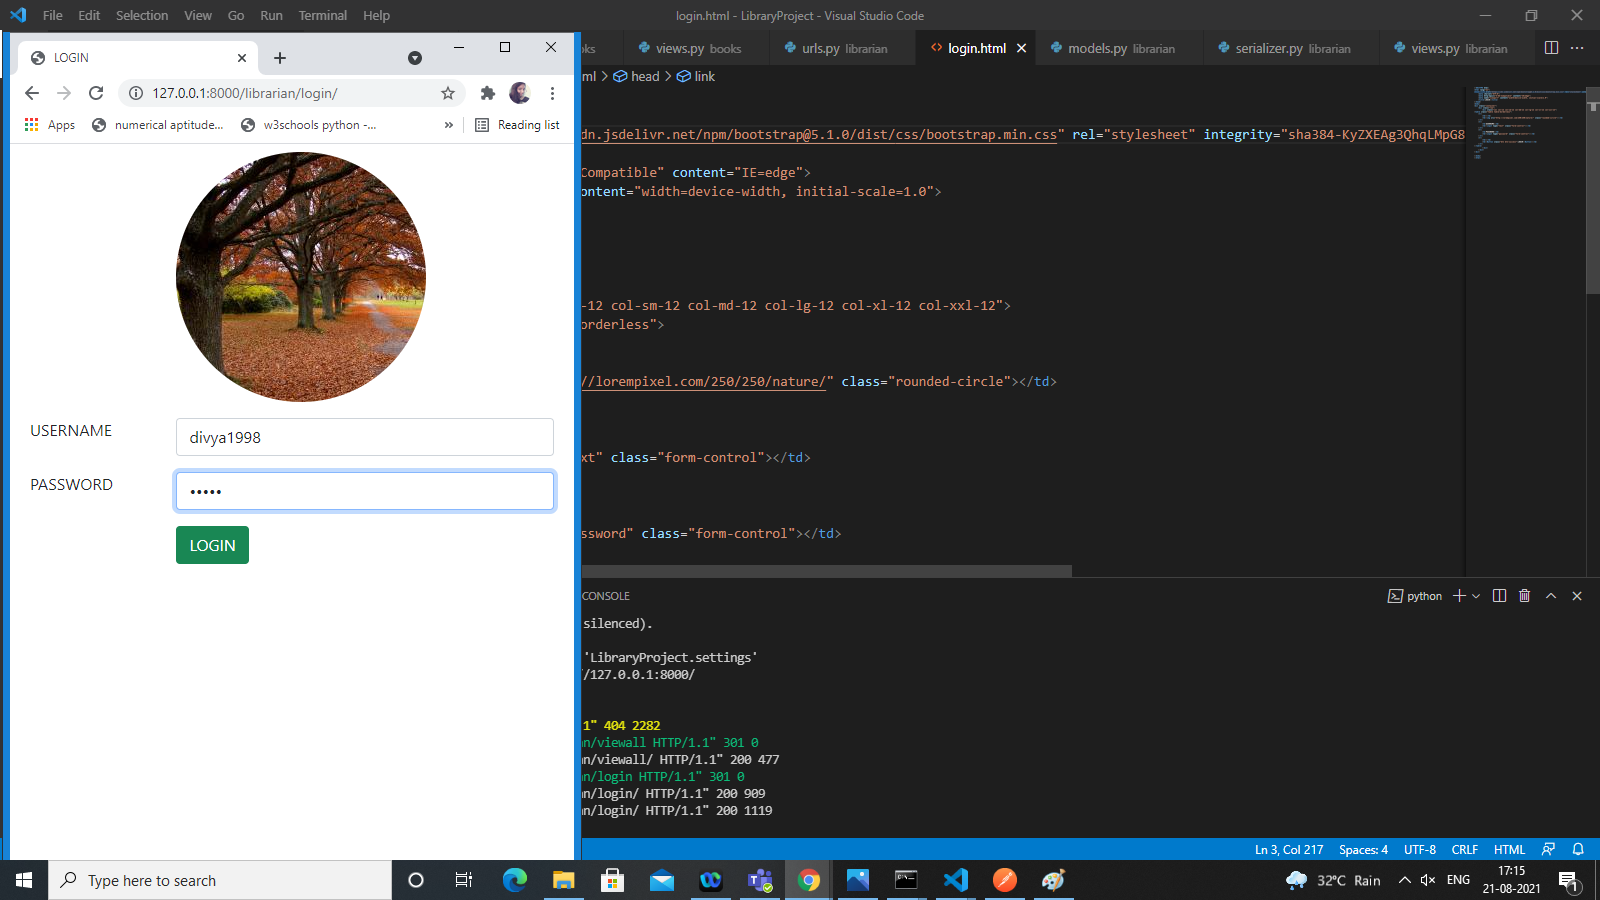 File Edit Selection View Go Run Terminal Help
login.html - LibraryProject - Visual Studio Code
LOGIN
views.py books
urls.py librarian
login.html
models.py librarian
serializer.py librarian
views.py librarian
127.0.0.1:8000/librarian/login/
ml > head > link
Apps
numerical aptitude...
w3schools python -...
»
Reading list
dn.jsdelivr.net/npm/bootstrap@5.1.0/dist/css/bootstrap.min.css" rel="stylesheet" integrity="sha384-KyZXEAg3QhqLMpG8
Compatible" content="IE=edge">
ontent="width=device-width, initial-scale=1.0">
-12 col-sm-12 col-md-12 col-lg-12 col-xl-12 col-xxl-12">
orderless">
//lorempixel.com/250/250/nature/" class="rounded-circle"></td>
USERNAME
divya1998
xt" class="form-control"></td>
PASSWORD
•••••
ssword" class="form-control"></td>
LOGIN
CONSOLE
python
silenced).
'LibraryProject.settings'
/127.0.0.1:8000/
1" 404 2282
an/viewall HTTP/1.1" 301 0
an/viewall/ HTTP/1.1" 200 477
an/login HTTP/1.1" 301 0
an/login/ HTTP/1.1" 200 909
an/login/ HTTP/1.1" 200 1119
Ln 3, Col 217 Spaces: 4 UTF-8 CRLF HTML
Type here to search
32°C Rain
ENG
17:15
21-08-2021
1